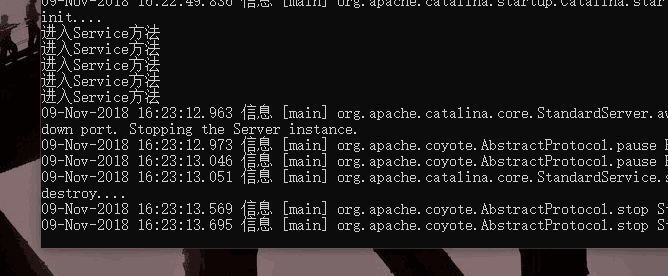 09-Nov-2018 16:22:49.836 信息 [main] org.apache.catalina.startup.Catalina.star
init....
进入Service方法
进入Service方法
进入Service方法
进入Service方法
进入Service方法
09-Nov-2018 16:23:12.963 信息 [main] org.apache.catalina.core.StandardServer.aw
down port. Stopping the Server instance.
09-Nov-2018 16:23:12.973 信息 [main] org.apache.coyote.AbstractProtocol.pause P
09-Nov-2018 16:23:13.046 信息 [main] org.apache.coyote.AbstractProtocol.pause P
09-Nov-2018 16:23:13.051 信息 [main] org.apache.catalina.core.StandardService.s
destroy....
09-Nov-2018 16:23:13.569 信息 [main] org.apache.coyote.AbstractProtocol.stop St
09-Nov-2018 16:23:13.695 信息 [main] org.apache.coyote.AbstractProtocol.stop St